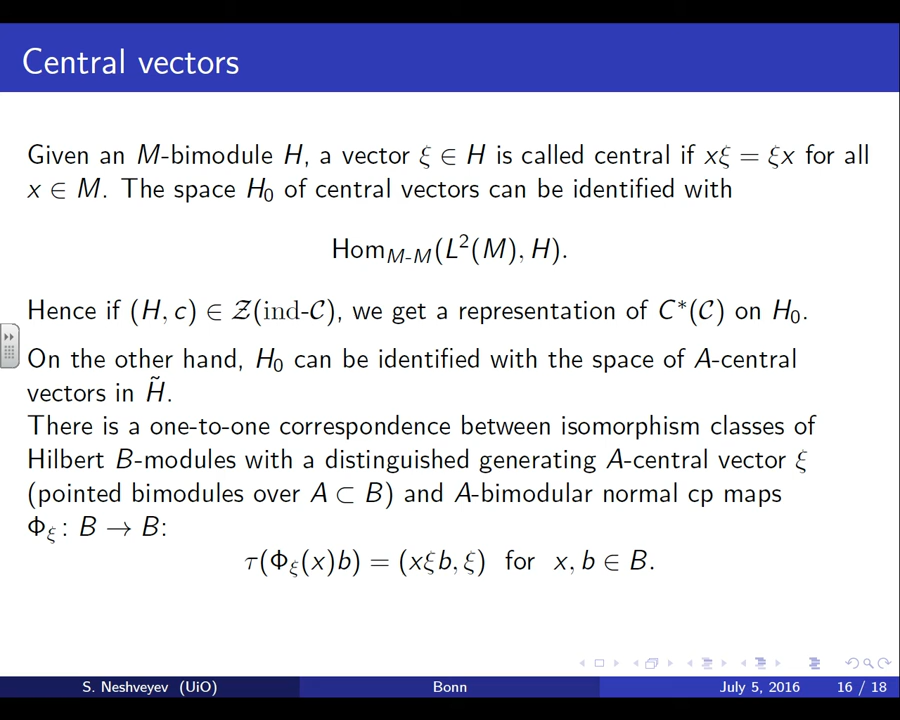 Central vectors
Given an M-bimodule H, a vector ξ ∈ H is called central if xξ = ξx for all
x ∈ M. The space H₀ of central vectors can be identified with
Hom_{M-M}(L²(M), H).
Hence if (H, c) ∈ 𝒵(ind-𝒞), we get a representation of C*(𝒞) on H₀.
On the other hand, H₀ can be identified with the space of A-central
vectors in H̃.
There is a one-to-one correspondence between isomorphism classes of
Hilbert B-modules with a distinguished generating A-central vector ξ
(pointed bimodules over A ⊂ B) and A-bimodular normal cp maps
Φ_ξ: B → B:
τ(Φ_ξ(x)b) = (xξb, ξ) for x, b ∈ B.
S. Neshveyev (UiO) Bonn July 5, 2016 16 / 18